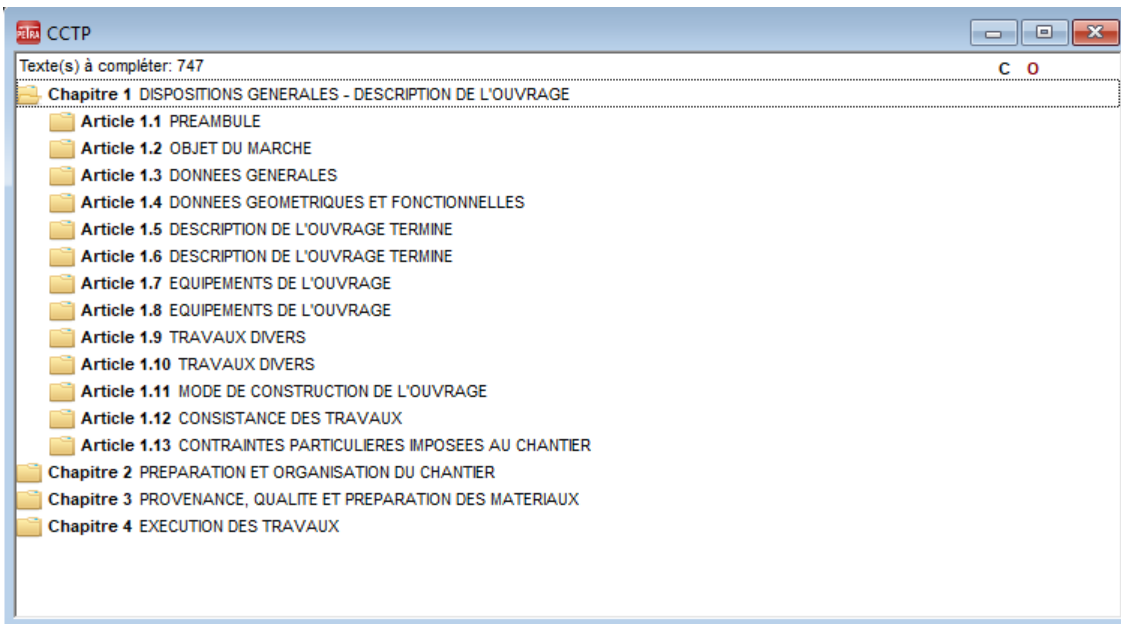 PETRA CCTP
Texte(s) à compléter: 747 C O
Chapitre 1 DISPOSITIONS GENERALES - DESCRIPTION DE L'OUVRAGE
Article 1.1 PREAMBULE
Article 1.2 OBJET DU MARCHE
Article 1.3 DONNEES GENERALES
Article 1.4 DONNEES GEOMETRIQUES ET FONCTIONNELLES
Article 1.5 DESCRIPTION DE L'OUVRAGE TERMINE
Article 1.6 DESCRIPTION DE L'OUVRAGE TERMINE
Article 1.7 EQUIPEMENTS DE L'OUVRAGE
Article 1.8 EQUIPEMENTS DE L'OUVRAGE
Article 1.9 TRAVAUX DIVERS
Article 1.10 TRAVAUX DIVERS
Article 1.11 MODE DE CONSTRUCTION DE L'OUVRAGE
Article 1.12 CONSISTANCE DES TRAVAUX
Article 1.13 CONTRAINTES PARTICULIERES IMPOSEES AU CHANTIER
Chapitre 2 PREPARATION ET ORGANISATION DU CHANTIER
Chapitre 3 PROVENANCE, QUALITE ET PREPARATION DES MATERIAUX
Chapitre 4 EXECUTION DES TRAVAUX